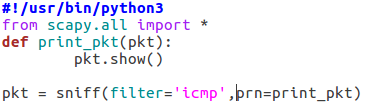 #!/usr/bin/python3
from scapy.all import *
def print_pkt(pkt):
        pkt.show()

pkt = sniff(filter='icmp',prn=print_pkt)